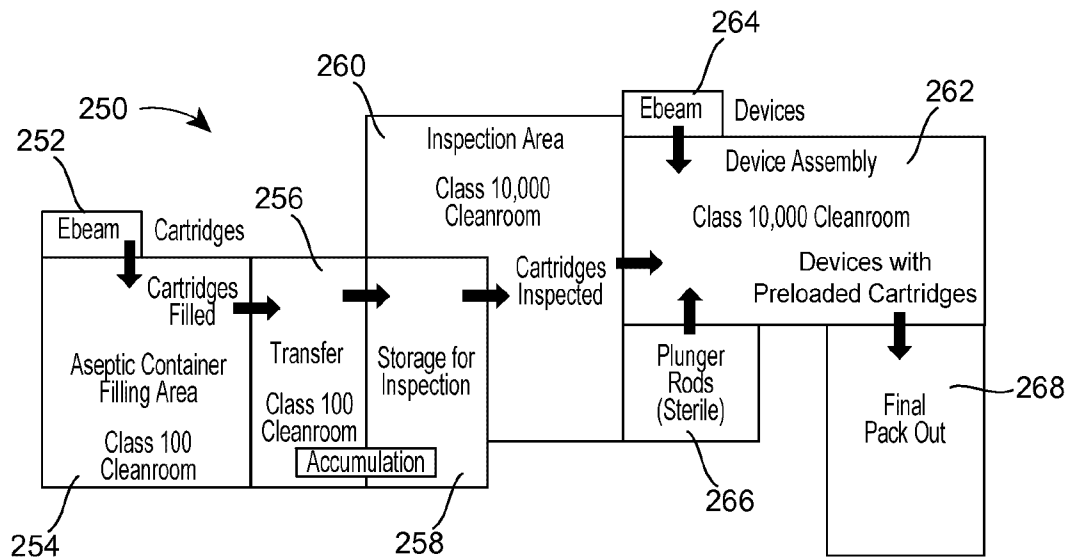 264
260
262
250
Ebeam
Devices
252
Inspection Area
Device Assembly
256
Class 10,000
Cleanroom
Class 10,000 Cleanroom
Ebeam
Cartridges
Cartridges
Filled
Cartridges
Inspected
Devices with
Preloaded Cartridges
Aseptic Container
Filling Area
Transfer
Storage for
Inspection
Plunger
Rods
(Sterile)
Final
Pack Out
268
Class 100
Cleanroom
Class 100
Cleanroom
Accumulation
266
254
258